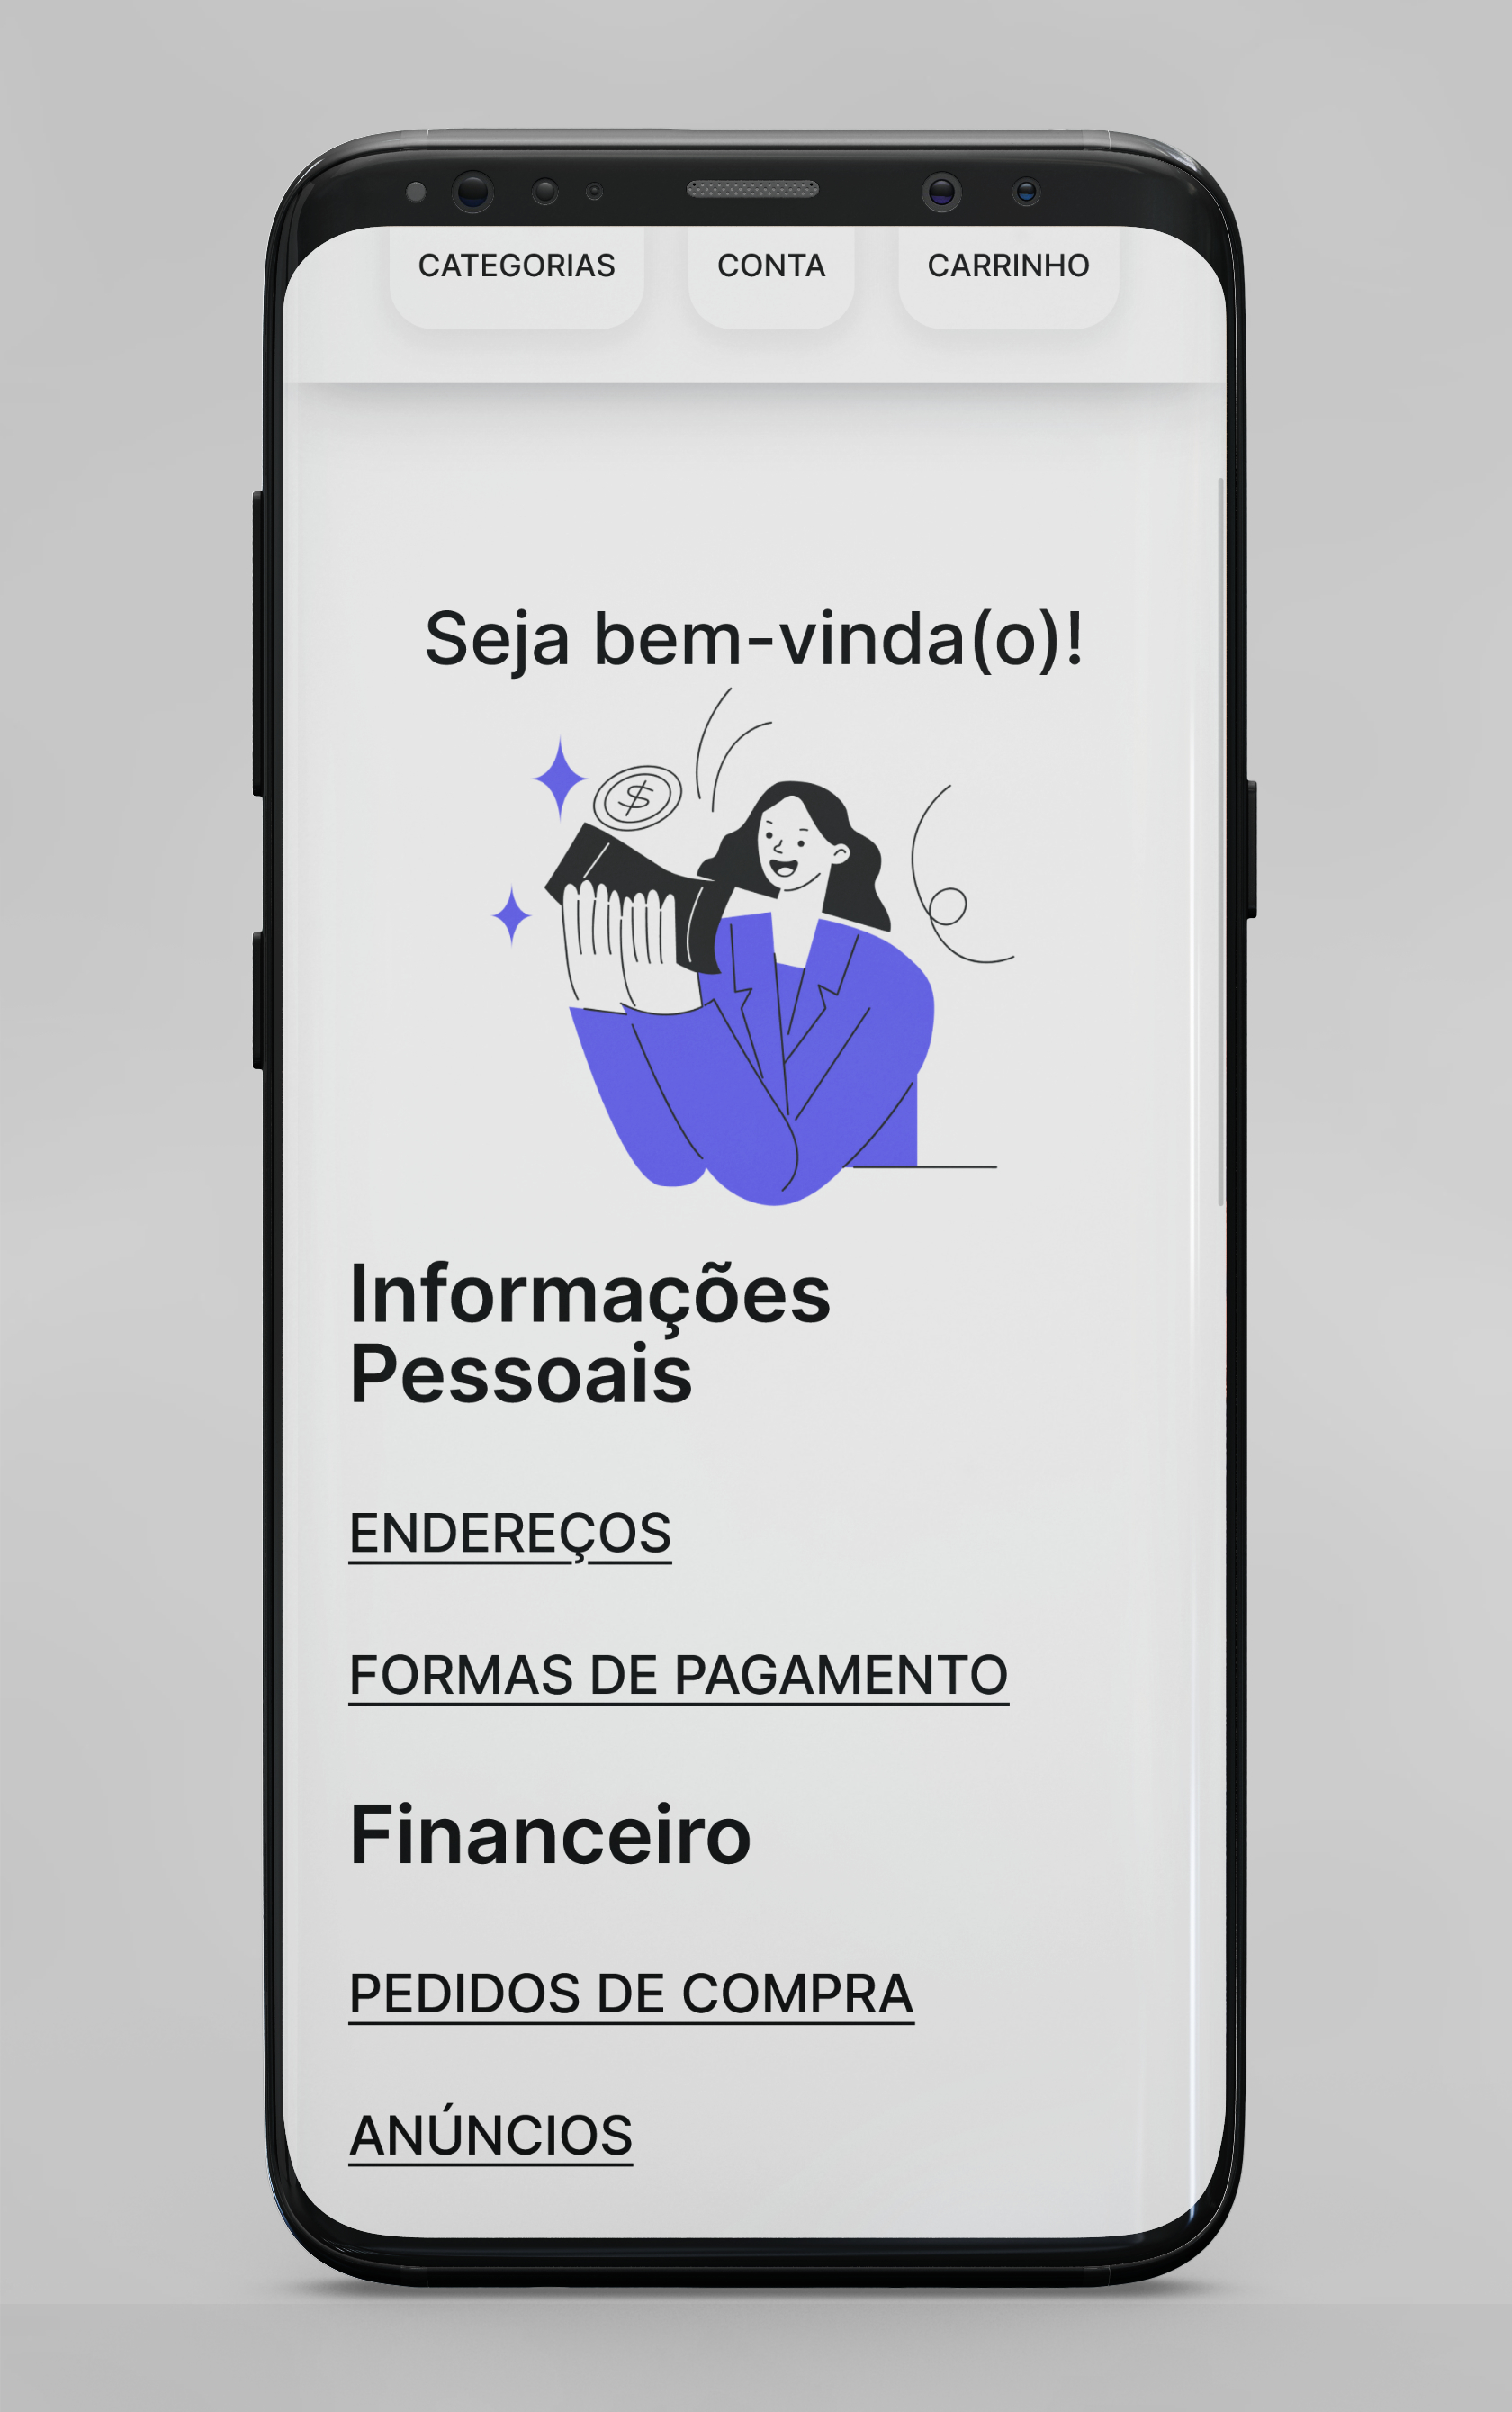 CATEGORIAS CONTA CARRINHO
Seja bem-vinda(o)!
$
Informações
Pessoais
ENDEREÇOS
FORMAS DE PAGAMENTO
Financeiro
PEDIDOS DE COMPRA
ANÚNCIOS